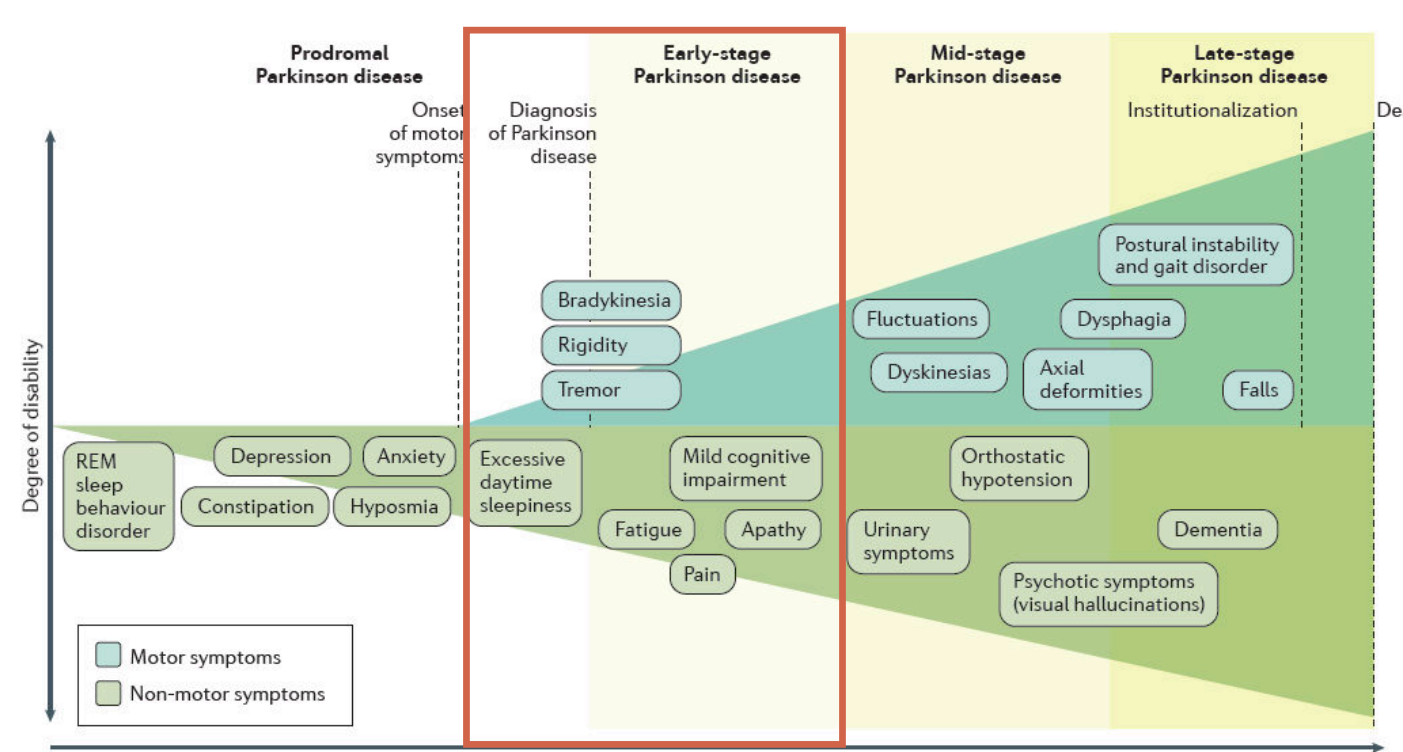 Prodromal
Parkinson disease
Early-stage
Parkinson disease
Mid-stage
Parkinson disease
Late-stage
Parkinson disease
Onset
of motor
symptoms
Diagnosis
of Parkinson
disease
Institutionalization
De
Degree of disability
Bradykinesia
Rigidity
Tremor
Fluctuations
Dyskinesias
Postural instability
and gait disorder
Dysphagia
Axial
deformities
Falls
REM
sleep
behaviour
disorder
Depression
Anxiety
Constipation
Hyposmia
Excessive
daytime
sleepiness
Mild cognitive
impairment
Fatigue
Apathy
Pain
Orthostatic
hypotension
Urinary
symptoms
Dementia
Psychotic symptoms
(visual hallucinations)
Motor symptoms
Non-motor symptoms